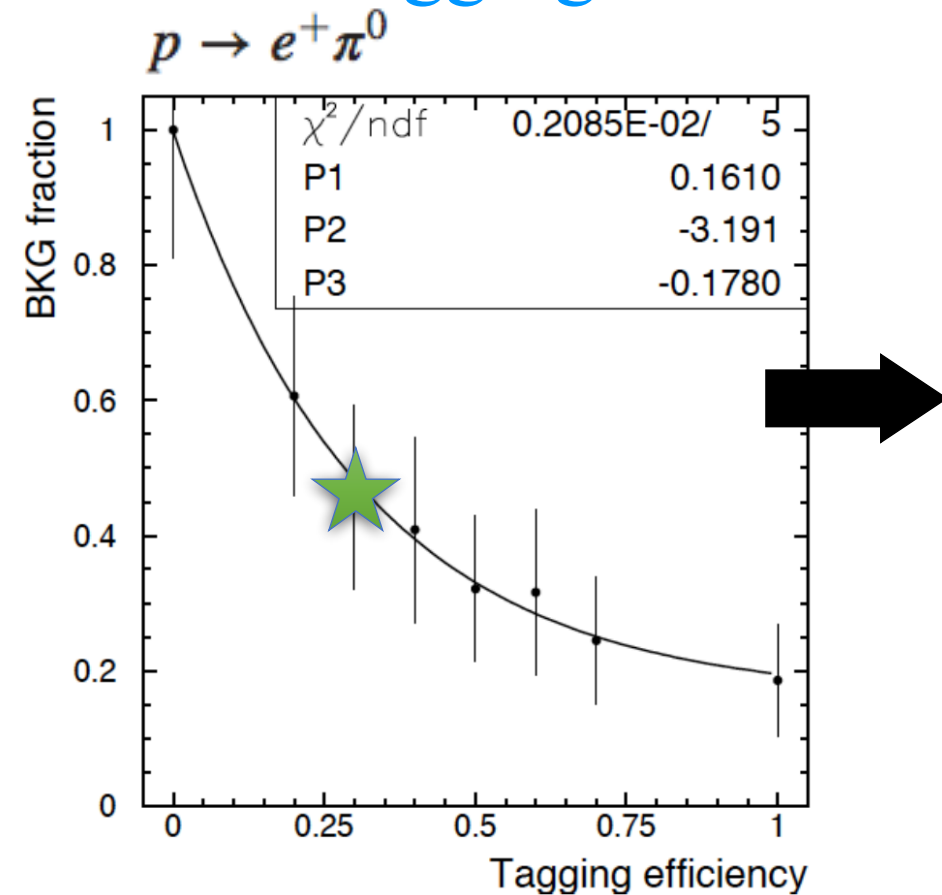 p → e⁺π⁰
χ²/ndf 0.2085E-02/ 5
P1 0.1610
P2 -3.191
P3 -0.1780
BKG fraction
1
0.8
0.6
0.4
0.2
0
0 0.25 0.5 0.75 1
Tagging efficiency